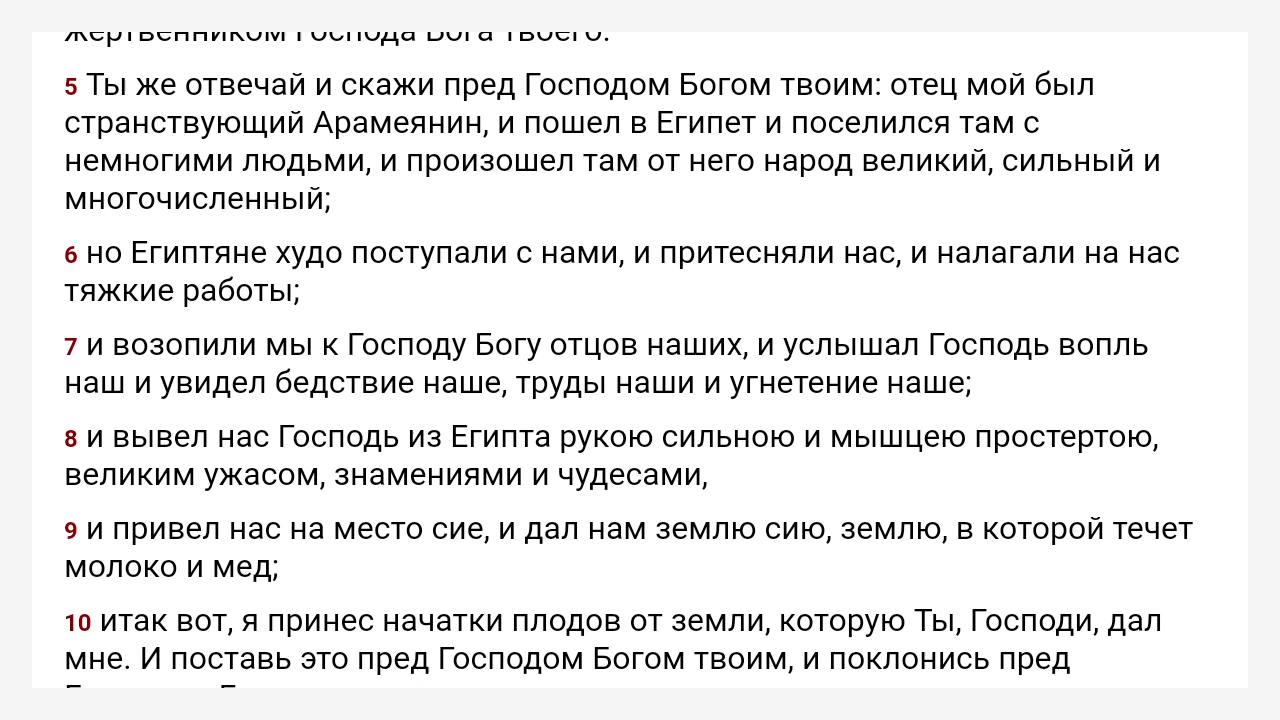 жертвенником Господа Бога твоего.
5 Ты же отвечай и скажи пред Господом Богом твоим: отец мой был
странствующий Арамеянин, и пошел в Египет и поселился там с
немногими людьми, и произошел там от него народ великий, сильный и
многочисленный;
6 но Египтяне худо поступали с нами, и притесняли нас, и налагали на нас
тяжкие работы;
7 и возопили мы к Господу Богу отцов наших, и услышал Господь вопль
наш и увидел бедствие наше, труды наши и угнетение наше;
8 и вывел нас Господь из Египта рукою сильною и мышцею простертою,
великим ужасом, знамениями и чудесами,
9 и привел нас на место сие, и дал нам землю сию, землю, в которой течет
молоко и мед;
10 итак вот, я принес начатки плодов от земли, которую Ты, Господи, дал
мне. И поставь это пред Господом Богом твоим, и поклонись пред